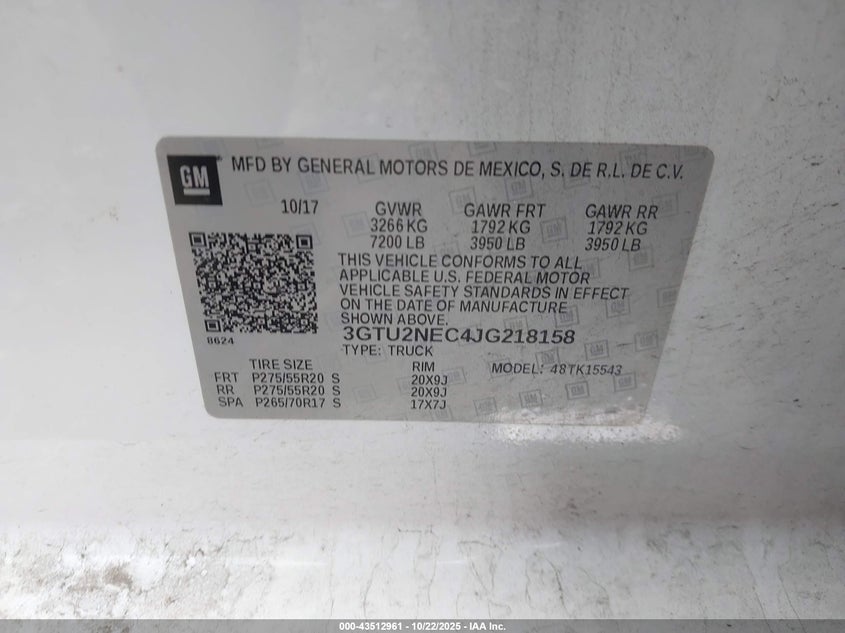 GM
MFD BY GENERAL MOTORS DE MEXICO, S. DE R.L. DE C.V.
10/17 GVWR GAWR FRT GAWR RR
3266 KG 1792 KG 1792 KG
7200 LB 3950 LB 3950 LB
THIS VEHICLE CONFORMS TO ALL
APPLICABLE U.S. FEDERAL MOTOR
VEHICLE SAFETY STANDARDS IN EFFECT
ON THE DATE OF MANUFACTURE
SHOWN ABOVE.
8624
3GTU2NEC4JG218158
TYPE: TRUCK
TIRE SIZE RIM MODEL: 48TK15543
FRT P275/55R20 S 20X9J
RR P275/55R20 S 20X9J
SPA P265/70R17 S 17X7J
000-43512961 - 10/22/2025 - IAA Inc.